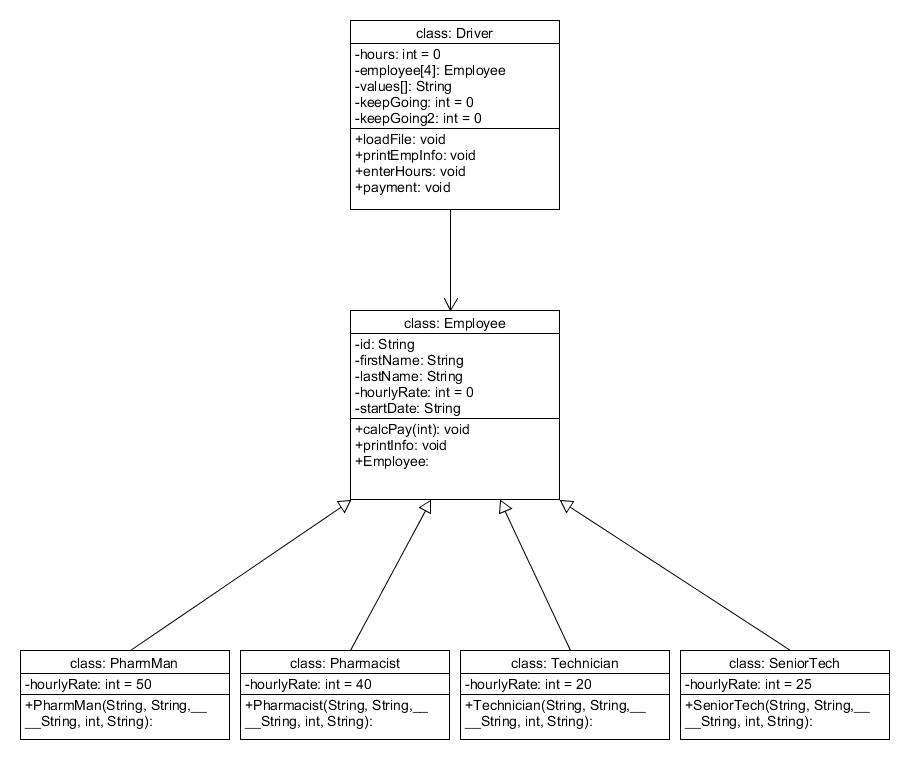 class: Driver
-hours: int = 0
-employee[4]: Employee
-values[]: String
-keepGoing: int = 0
-keepGoing2: int = 0
+loadFile: void
+printEmpInfo: void
+enterHours: void
+payment: void
class: Employee
-id: String
-firstName: String
-lastName: String
-hourlyRate: int = 0
-startDate: String
+calcPay(int): void
+printInfo: void
+Employee:
class: PharmMan
-hourlyRate: int = 50
+PharmMan(String, String,__
__String, int, String):
class: Pharmacist
-hourlyRate: int = 40
+Pharmacist(String, String,__
__String, int, String):
class: Technician
-hourlyRate: int = 20
+Technician(String, String,__
__String, int, String):
class: SeniorTech
-hourlyRate: int = 25
+SeniorTech(String, String,__
__String, int, String):